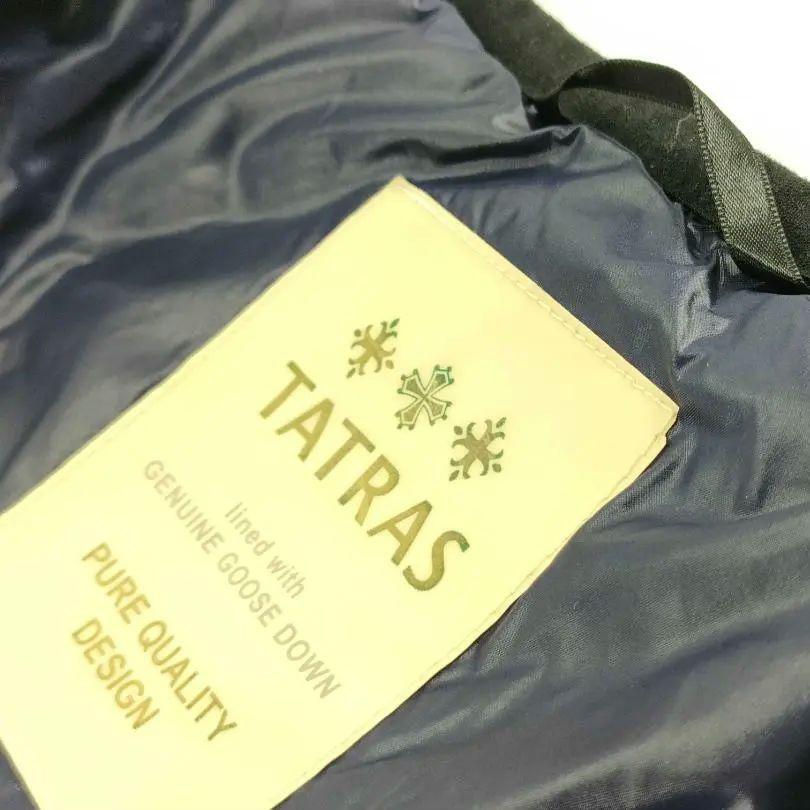 TATRAS
lined with
GENUINE GOOSE DOWN
PURE QUALITY
DESIGN